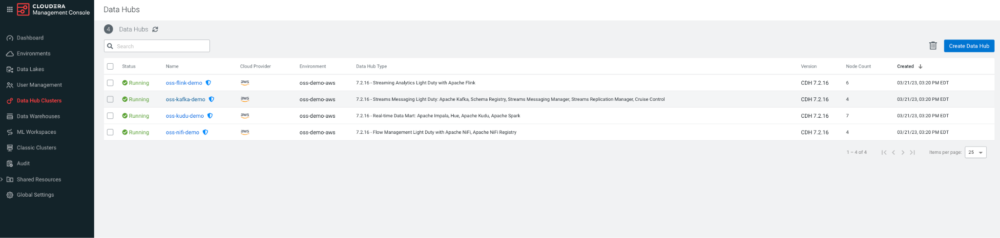 CLOUDERA
Management Console
Dashboard
Environments
Data Lakes
User Management
Data Hub Clusters
Data Warehouses
ML Workspaces
Classic Clusters
Audit
Shared Resources
Global Settings
Data Hubs
4 Data Hubs
Search
Create Data Hub
Status Name Cloud Provider Environment Data Hub Type Version Node Count Created
Running oss-flink-demo aws oss-demo-aws 7.2.16 - Streaming Analytics Light Duty with Apache Flink CDH 7.2.16 6 03/21/23, 03:20 PM EDT
Running oss-kafka-demo aws oss-demo-aws 7.2.16 - Streams Messaging Light Duty: Apache Kafka, Schema Registry, Streams Messaging Manager, Streams Replication Manager, Cruise Control CDH 7.2.16 4 03/21/23, 03:20 PM EDT
Running oss-kudu-demo aws oss-demo-aws 7.2.16 - Real-time Data Mart: Apache Impala, Hue, Apache Kudu, Apache Spark CDH 7.2.16 7 03/21/23, 03:20 PM EDT
Running oss-nifi-demo aws oss-demo-aws 7.2.16 - Flow Management Light Duty with Apache NiFi, Apache NiFi Registry CDH 7.2.16 4 03/21/23, 03:20 PM EDT
1 – 4 of 4 Items per page: 25